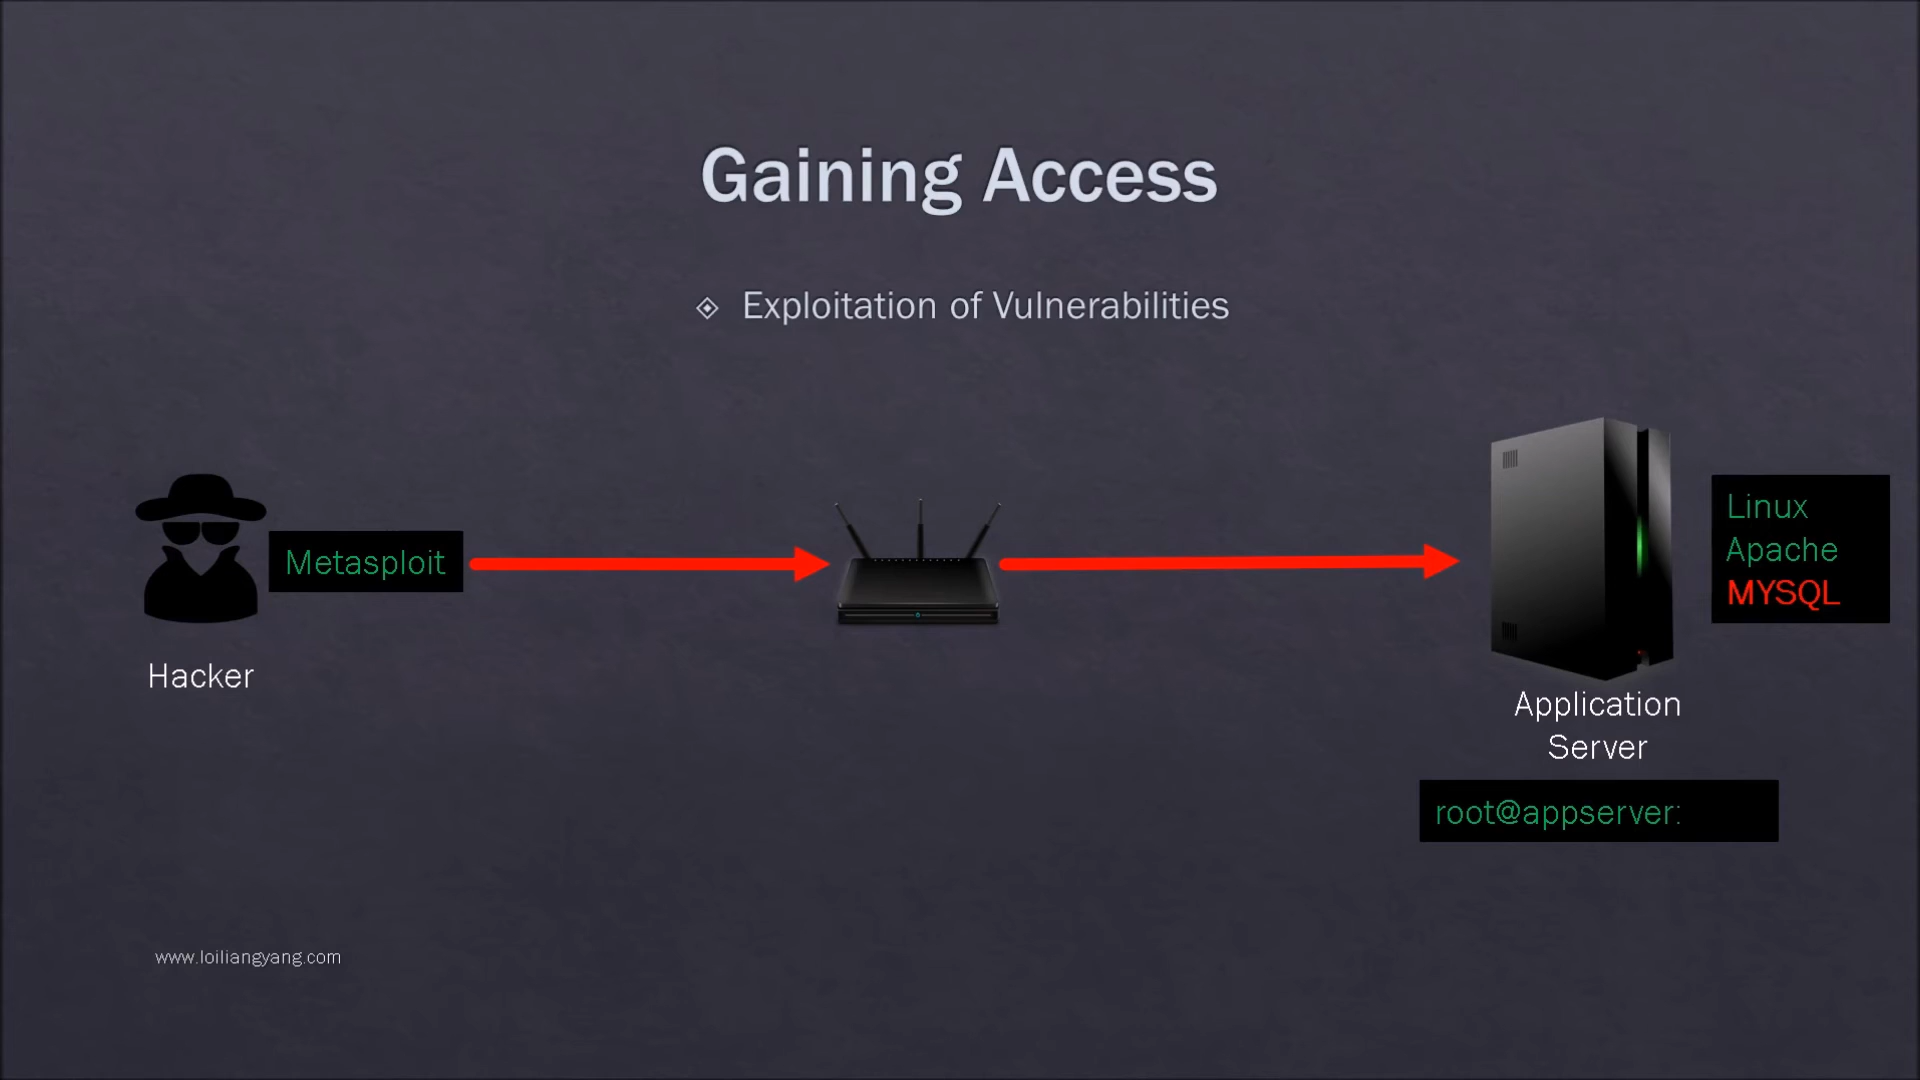 Gaining Access
Exploitation of Vulnerabilities
Metasploit
Hacker
Linux
Apache
MYSQL
Application
Server
root@appserver:
www.loiliangyang.com